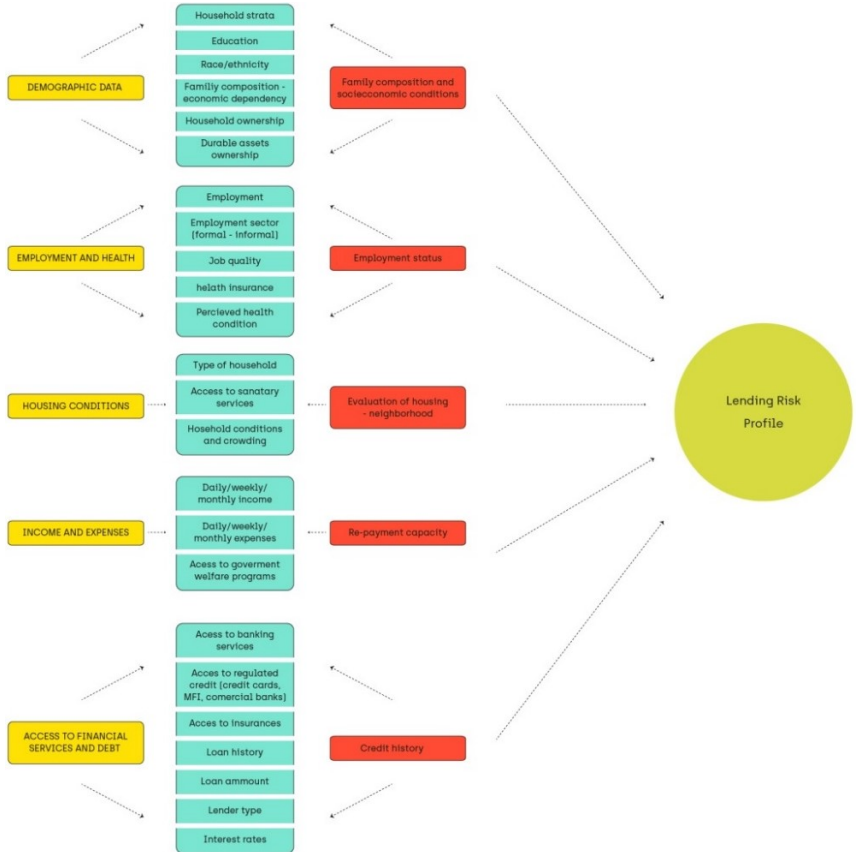 Household strata
Education
Race/ethnicity
DEMOGRAPHIC DATA
Familiy composition -
economic dependency
Family composition and
socieconomic conditions
Household ownership
Durable assets
ownership
Employment
Employment sector
(formal - informal)
EMPLOYMENT AND HEALTH
Job quality
Employment status
helath insurance
Percieved health
condition
Type of household
HOUSING CONDITIONS
Access to sanatary
services
Evaluation of housing
- neighborhood
Hosehold conditions
and crowding
Lending Risk
Profile
Daily/weekly/
monthly income
INCOME AND EXPENSES
Daily/weekly/
monthly expenses
Re-payment capacity
Acess to goverment
welfare programs
Acess to banking
services
Acces to regulated
credit (credit cards,
MFI, comercial banks)
Acces to insurances
ACCESS TO FINANCIAL
SERVICES AND DEBT
Loan history
Credit history
Loan ammount
Lender type
Interest rates